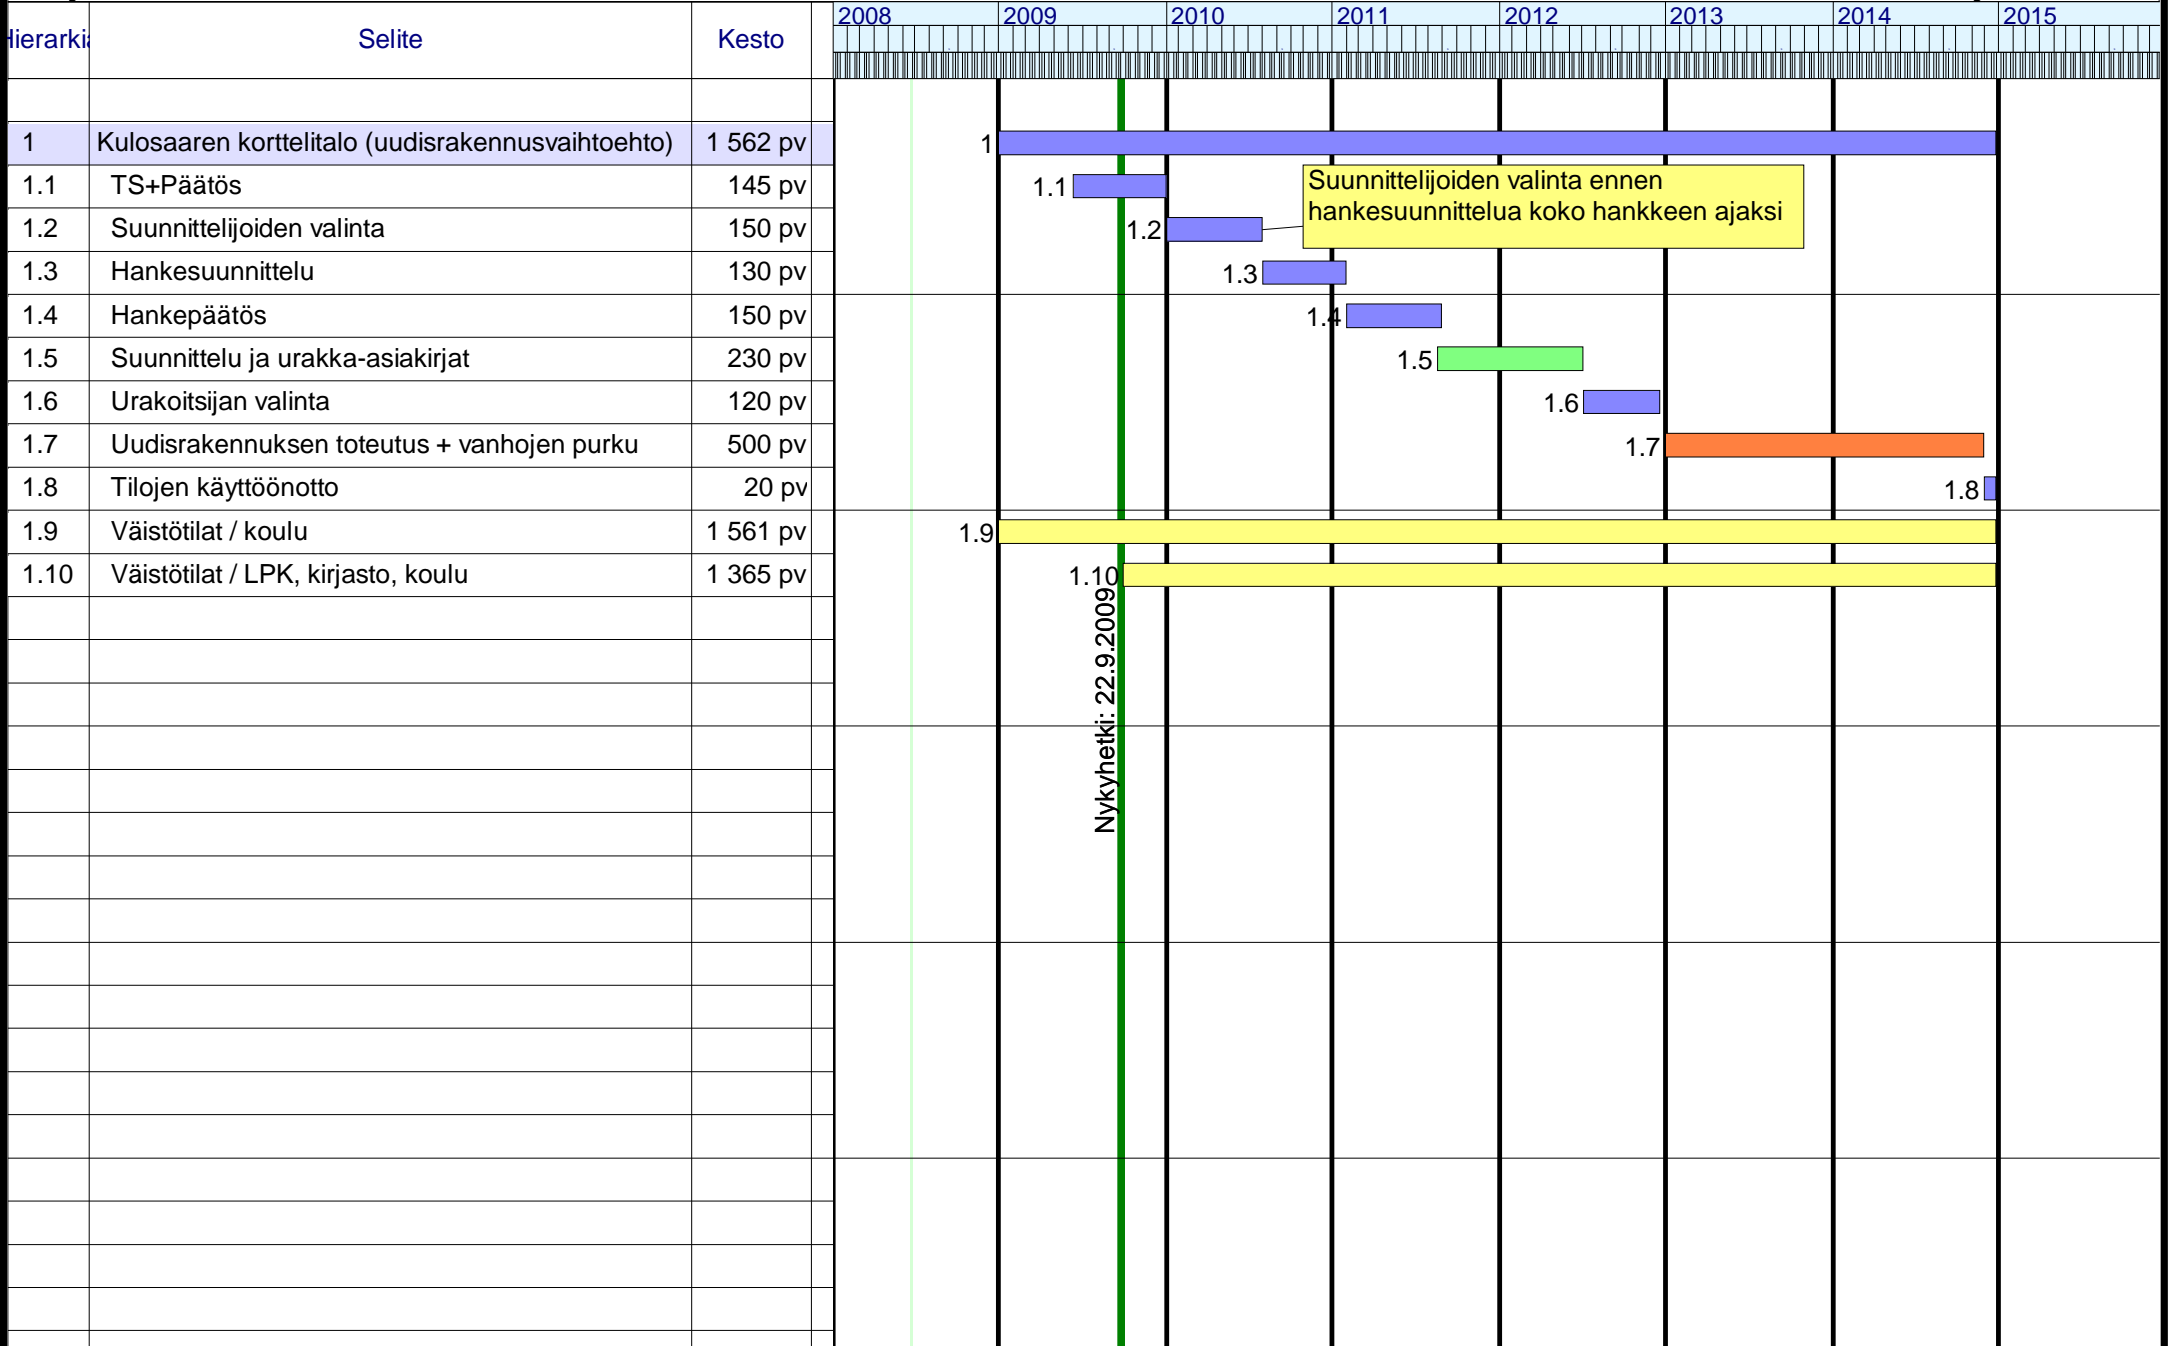 Hierarkia Selite Kesto 2008 2009 2010 2011 2012 2013 2014 2015
1 Kulosaaren korttelitalo (uudisrakennusvaihtoehto) 1 562 pv 1
1.1 TS+Päätös 145 pv 1.1
Suunnittelijoiden valinta ennen
hankesuunnittelua koko hankkeen ajaksi
1.2 Suunnittelijoiden valinta 150 pv 1.2
1.3 Hankesuunnittelu 130 pv 1.3
1.4 Hankepäätös 150 pv 1.4
1.5 Suunnittelu ja urakka-asiakirjat 230 pv 1.5
1.6 Urakoitsijan valinta 120 pv 1.6
1.7 Uudisrakennuksen toteutus + vanhojen purku 500 pv 1.7
1.8 Tilojen käyttöönotto 20 pv 1.8
1.9 Väistötilat / koulu 1 561 pv 1.9
1.10 Väistötilat / LPK, kirjasto, koulu 1 365 pv 1.10
Nykyhetki: 22.9.2009